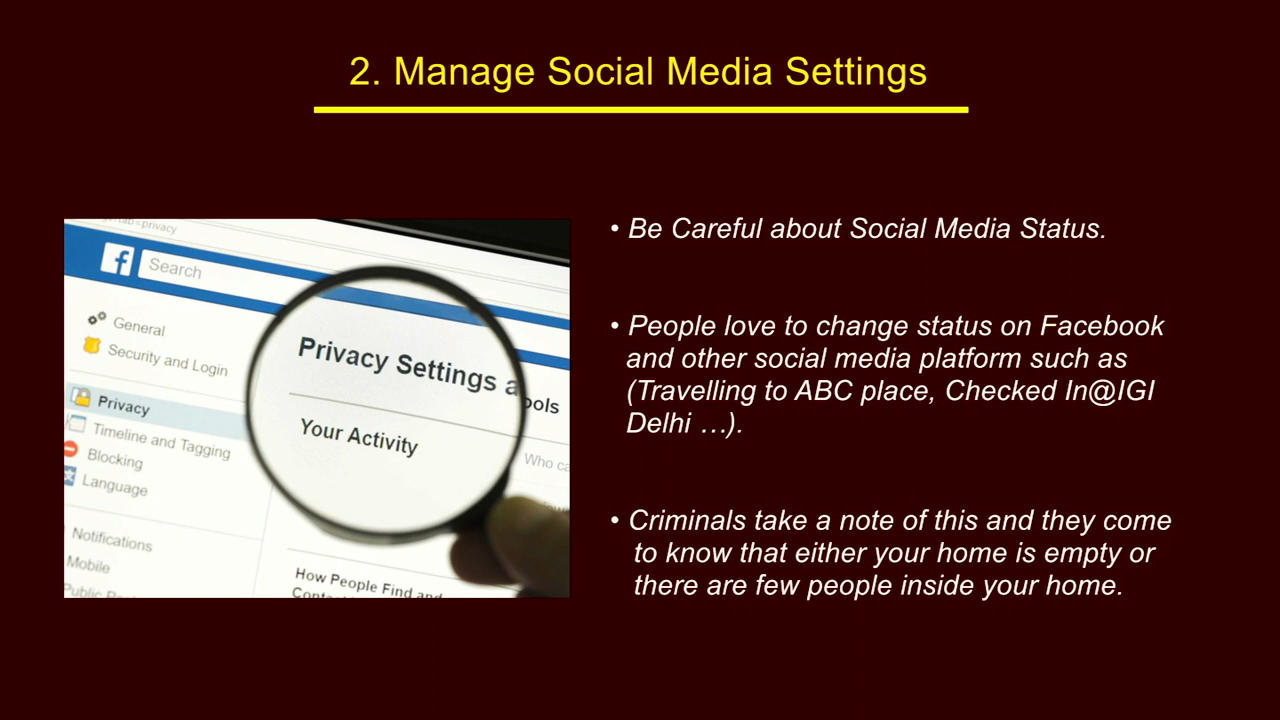 2. Manage Social Media Settings
• Be Careful about Social Media Status.
• People love to change status on Facebook
and other social media platform such as
(Travelling to ABC place, Checked In@IGI
Delhi …).
• Criminals take a note of this and they come
to know that either your home is empty or
there are few people inside your home.
privacy
f Search
General
Security and Login
Privacy
Timeline and Tagging
Blocking
Language
Notifications
Mobile
Public
Privacy Settings a
ools
Your Activity
Who ca
How People Find and